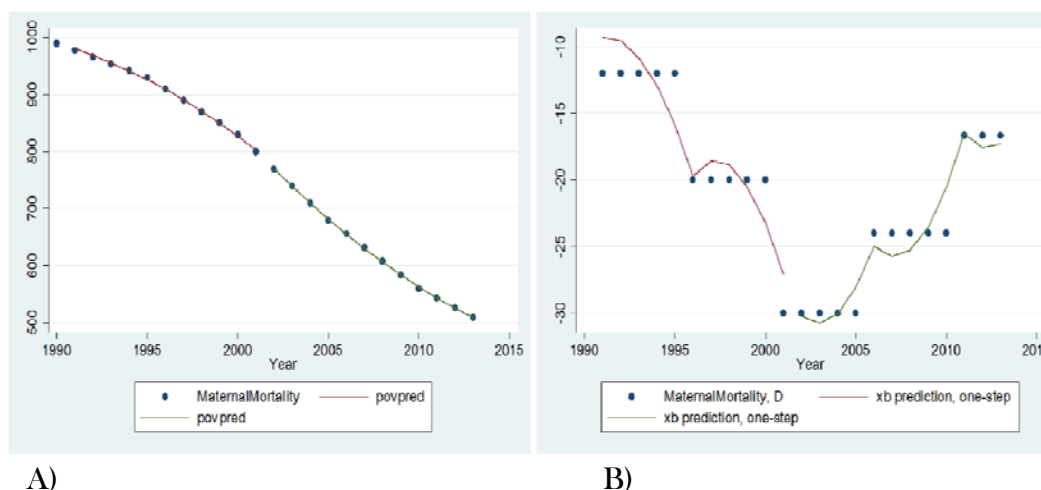 1000
900
800
700
600
500
1990
1995
2000
2005
2010
2015
Year
MaternalMortality
povpred
povpred
-10
-15
-20
-25
-30
1990
1995
2000
2005
2010
201
Year
MaternalMortality, D
xb prediction, one-step
xb prediction, one-step
A)
B)